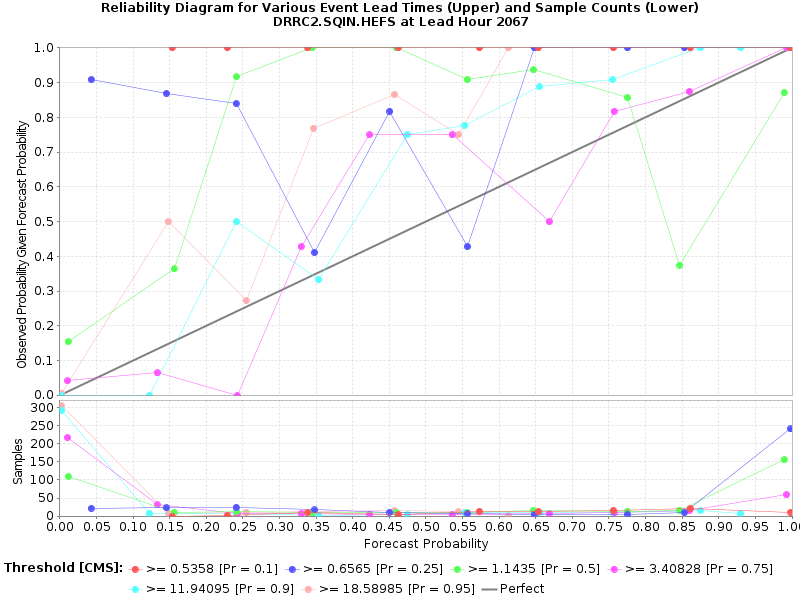 Reliability Diagram for Various Event Lead Times (Upper) and Sample Counts (Lower)
DRRC2.SQIN.HEFS at Lead Hour 2067
Observed Probability Given Forecast Probability
1.0
0.9
0.8
0.7
0.6
0.5
0.4
0.3
0.2
0.1
0.0
Samples
300
250
200
150
100
50
0
0.00 0.05 0.10 0.15 0.20 0.25 0.30 0.35 0.40 0.45 0.50 0.55 0.60 0.65 0.70 0.75 0.80 0.85 0.90 0.95 1.0
Forecast Probability
Threshold [CMS]: >= 0.5358 [Pr = 0.1] >= 0.6565 [Pr = 0.25] >= 1.1435 [Pr = 0.5] >= 3.40828 [Pr = 0.75]
>= 11.94095 [Pr = 0.9] >= 18.58985 [Pr = 0.95] Perfect